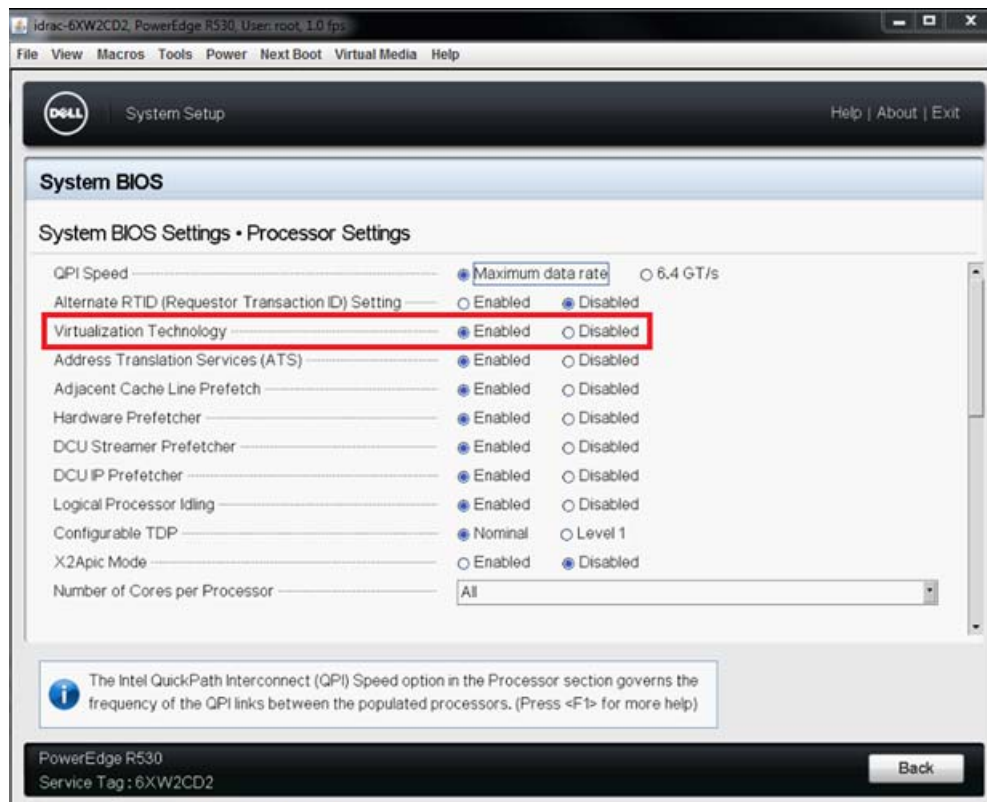 idrac-6XW2CD2, PowerEdge R530, User: root, 1.0 fps
File View Macros Tools Power Next Boot Virtual Media Help
DELL System Setup Help | About | Exit
System BIOS
System BIOS Settings • Processor Settings
QPI Speed Maximum data rate 6.4 GT/s
Alternate RTID (Requestor Transaction ID) Setting Enabled Disabled
Virtualization Technology Enabled Disabled
Address Translation Services (ATS) Enabled Disabled
Adjacent Cache Line Prefetch Enabled Disabled
Hardware Prefetcher Enabled Disabled
DCU Streamer Prefetcher Enabled Disabled
DCU IP Prefetcher Enabled Disabled
Logical Processor Idling Enabled Disabled
Configurable TDP Nominal Level 1
X2Apic Mode Enabled Disabled
Number of Cores per Processor All
The Intel QuickPath Interconnect (QPI) Speed option in the Processor section governs the
frequency of the QPI links between the populated processors. (Press <F1> for more help)
PowerEdge R530
Service Tag : 6XW2CD2 Back